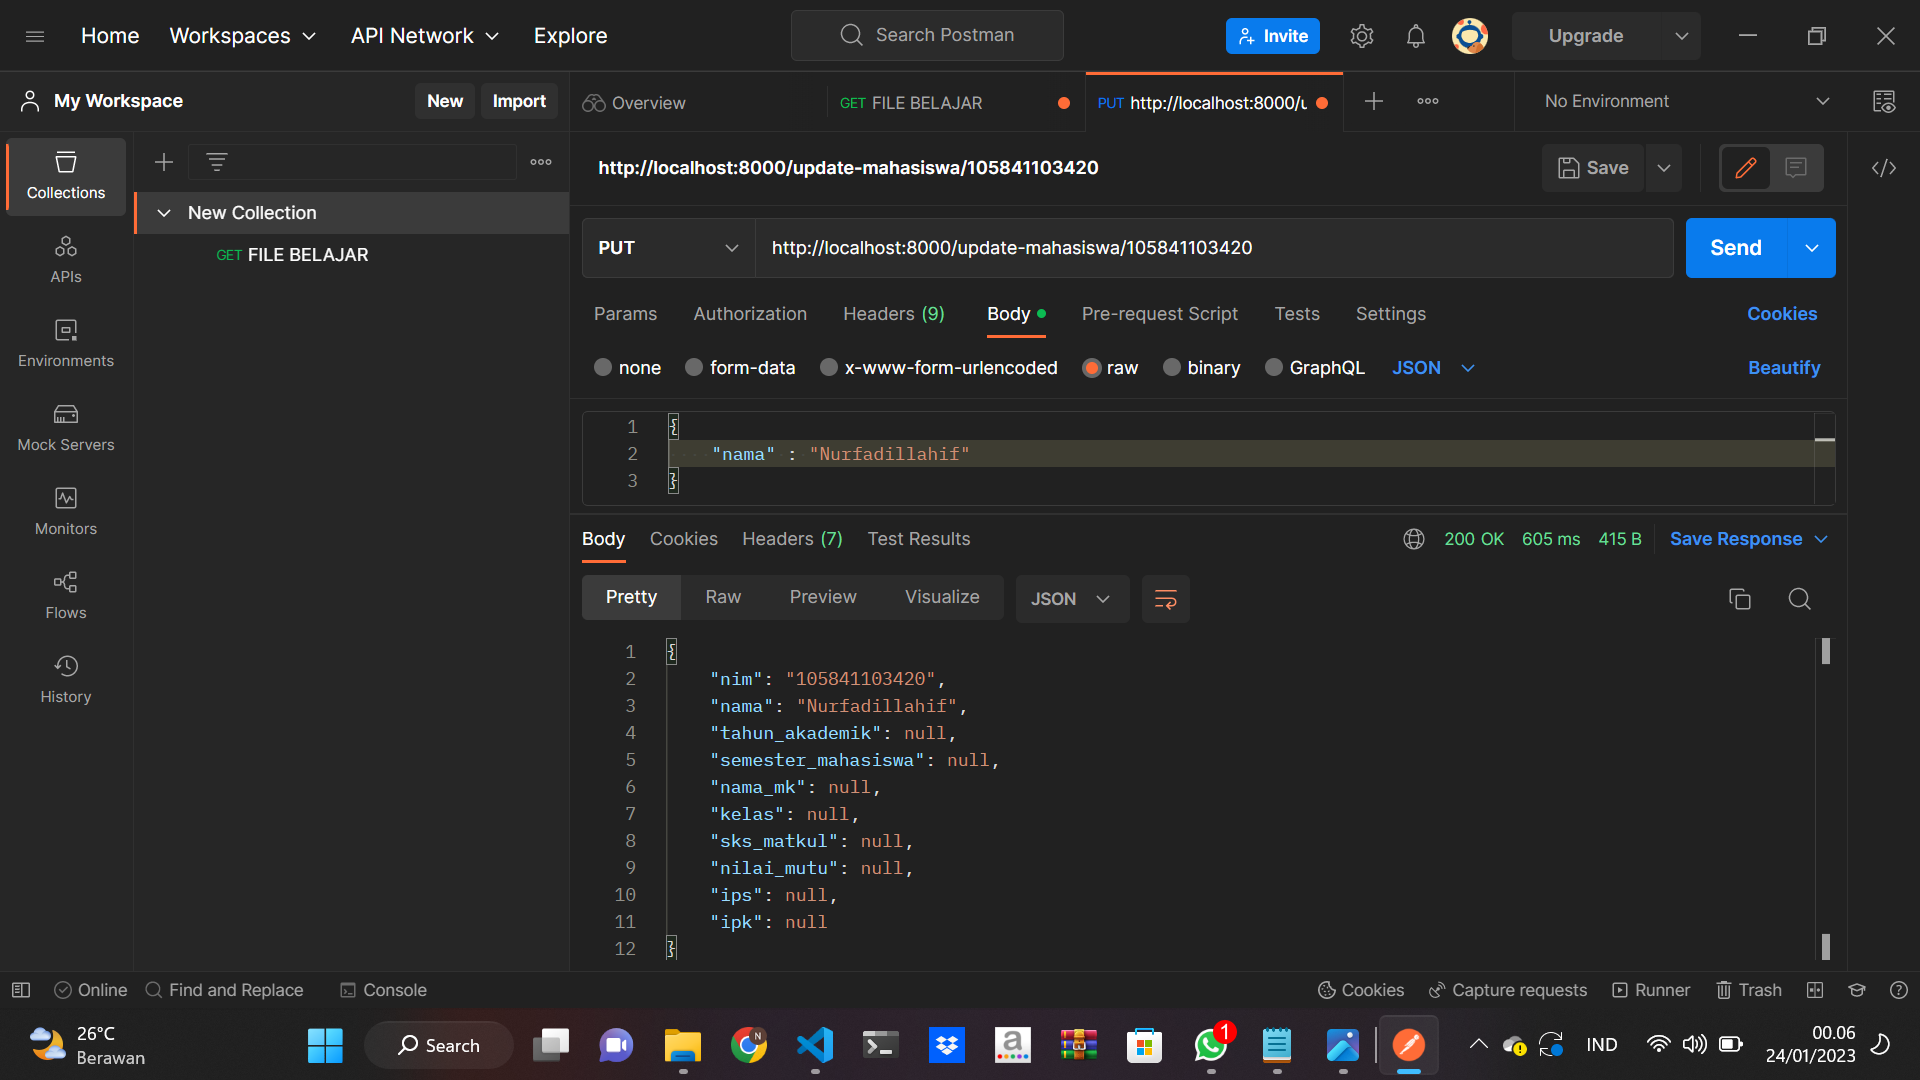 Home Workspaces API Network Explore Search Postman Invite Upgrade
My Workspace New Import Overview GET FILE BELAJAR PUT http://localhost:8000/u No Environment
http://localhost:8000/update-mahasiswa/105841103420 Save
Collections
New Collection
GET FILE BELAJAR
APIs
Environments
Mock Servers
Monitors
Flows
History
PUT http://localhost:8000/update-mahasiswa/105841103420 Send
Params Authorization Headers (9) Body Pre-request Script Tests Settings Cookies
none form-data x-www-form-urlencoded raw binary GraphQL JSON Beautify
1 {
2 "nama" : "Nurfadillahif"
3 }
Body Cookies Headers (7) Test Results 200 OK 605 ms 415 B Save Response
Pretty Raw Preview Visualize JSON
1 {
2 "nim": "105841103420",
3 "nama": "Nurfadillahif",
4 "tahun_akademik": null,
5 "semester_mahasiswa": null,
6 "nama_mk": null,
7 "kelas": null,
8 "sks_matkul": null,
9 "nilai_mutu": null,
10 "ips": null,
11 "ipk": null
12 }
Online Find and Replace Console Cookies Capture requests Runner Trash
26°C
Berawan
Search
N
a
1
IND
00.06
24/01/2023